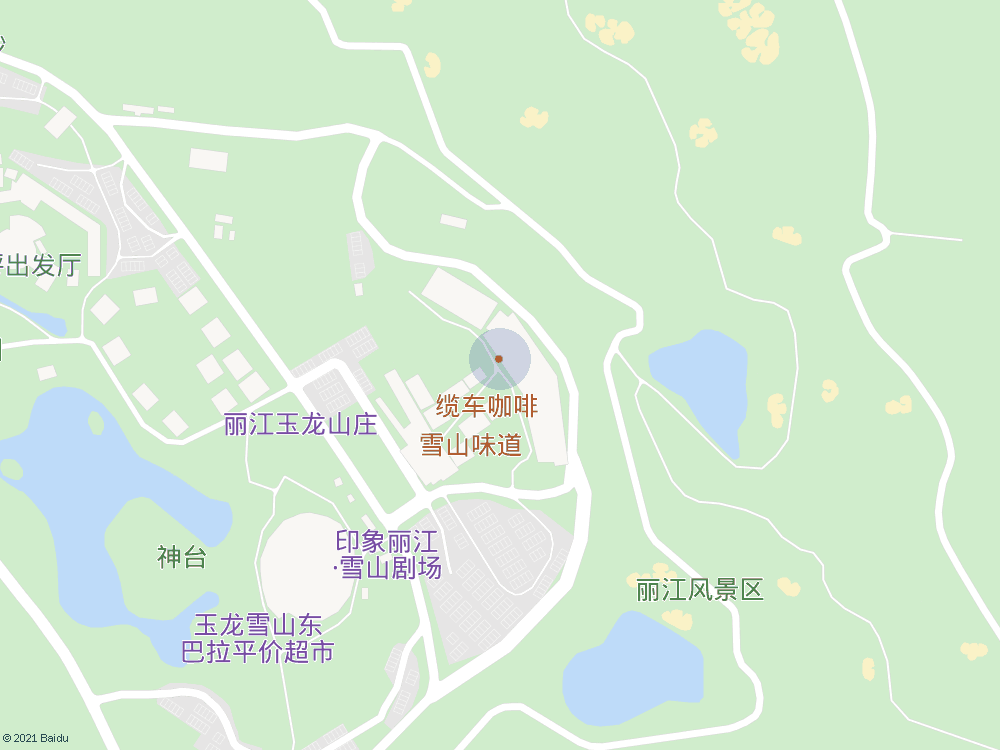 出发厅
缆车咖啡
丽江玉龙山庄
雪山味道
印象丽江
·雪山剧场
神台
丽江风景区
玉龙雪山东
巴拉平价超市
© 2021 Baidu